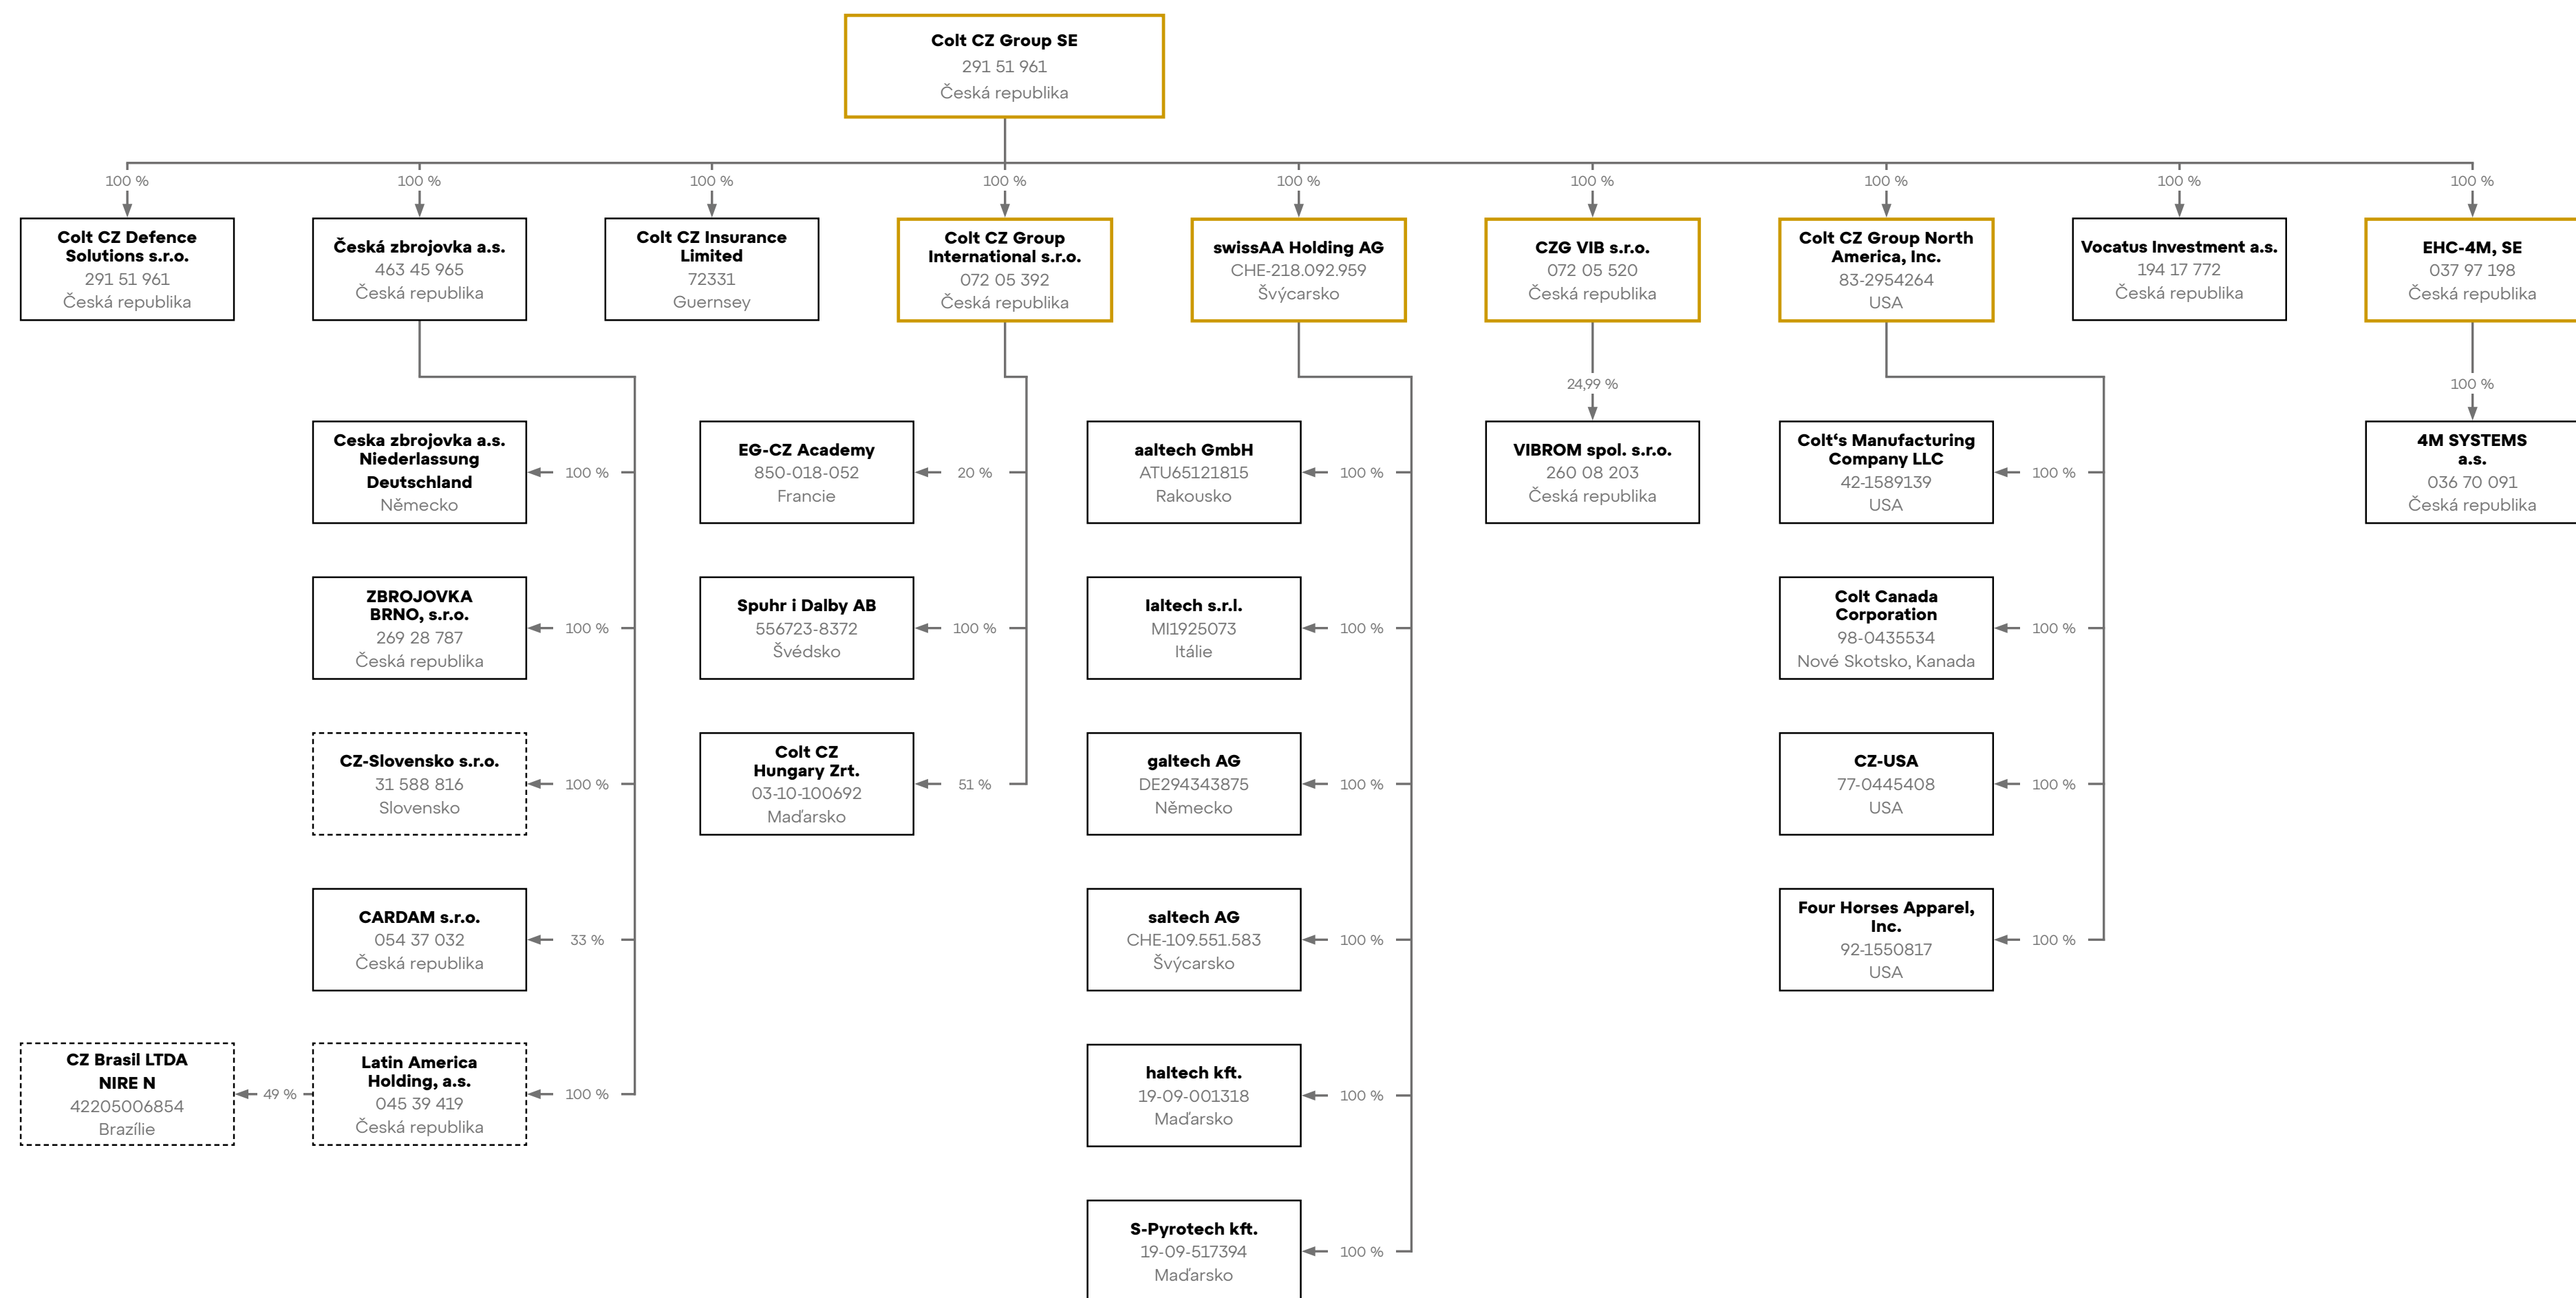 Colt CZ Group SE
291 51 961
Česká republika
100 %
100 %
100 %
100 %
100 %
100 %
100 %
100 %
100 %
Colt CZ Defence
Solutions s.r.o.
291 51 961
Česká republika
Česká zbrojovka a.s.
463 45 965
Česká republika
Colt CZ Insurance
Limited
72331
Guernsey
Colt CZ Group
International s.r.o.
072 05 392
Česká republika
swissAA Holding AG
CHE-218.092.959
Švýcarsko
CZG VIB s.r.o.
072 05 520
Česká republika
Colt CZ Group North
America, Inc.
83-2954264
USA
Vocatus Investment a.s.
194 17 772
Česká republika
EHC-4M, SE
037 97 198
Česká republika
24,99 %
100 %
Ceska zbrojovka a.s.
Niederlassung
Deutschland
Německo
100 %
EG-CZ Academy
850-018-052
Francie
20 %
aaltech GmbH
ATU65121815
Rakousko
100 %
VIBROM spol. s.r.o.
260 08 203
Česká republika
Colt‘s Manufacturing
Company LLC
42-1589139
USA
100 %
4M SYSTEMS
a.s.
036 70 091
Česká republika
ZBROJOVKA
BRNO, s.r.o.
269 28 787
Česká republika
100 %
Spuhr i Dalby AB
556723-8372
Švédsko
100 %
Ialtech s.r.l.
MI1925073
Itálie
100 %
Colt Canada
Corporation
98-0435534
Nové Skotsko, Kanada
100 %
CZ-Slovensko s.r.o.
31 588 816
Slovensko
100 %
Colt CZ
Hungary Zrt.
03-10-100692
Maďarsko
51 %
galtech AG
DE294343875
Německo
100 %
CZ-USA
77-0445408
USA
100 %
CARDAM s.r.o.
054 37 032
Česká republika
33 %
saltech AG
CHE-109.551.583
Švýcarsko
100 %
Four Horses Apparel,
Inc.
92-1550817
USA
100 %
CZ Brasil LTDA
NIRE N
42205006854
Brazílie
49 %
Latin America
Holding, a.s.
045 39 419
Česká republika
100 %
haltech kft.
19-09-001318
Maďarsko
100 %
S-Pyrotech kft.
19-09-517394
Maďarsko
100 %